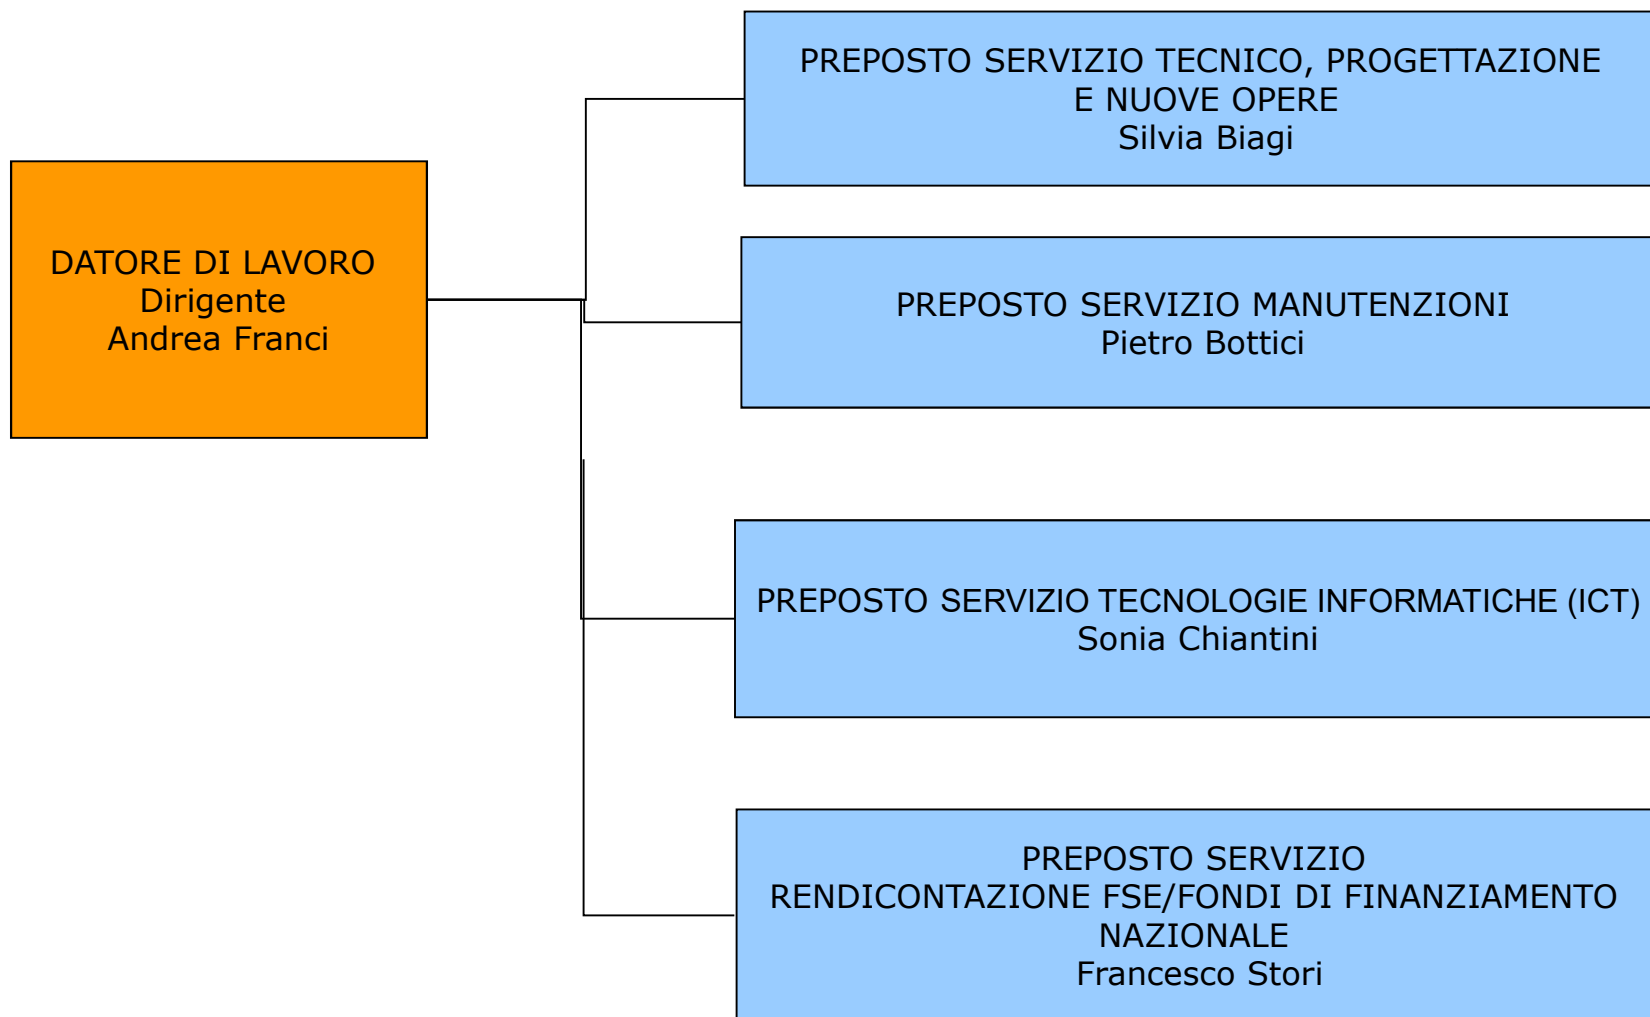 PREPOSTO SERVIZIO TECNICO, PROGETTAZIONE
E NUOVE OPERE
Silvia Biagi
DATORE DI LAVORO
Dirigente
Andrea Franci
PREPOSTO SERVIZIO MANUTENZIONI
Pietro Bottici
PREPOSTO SERVIZIO TECNOLOGIE INFORMATICHE (ICT)
Sonia Chiantini
PREPOSTO SERVIZIO
RENDICONTAZIONE FSE/FONDI DI FINANZIAMENTO
NAZIONALE
Francesco Stori